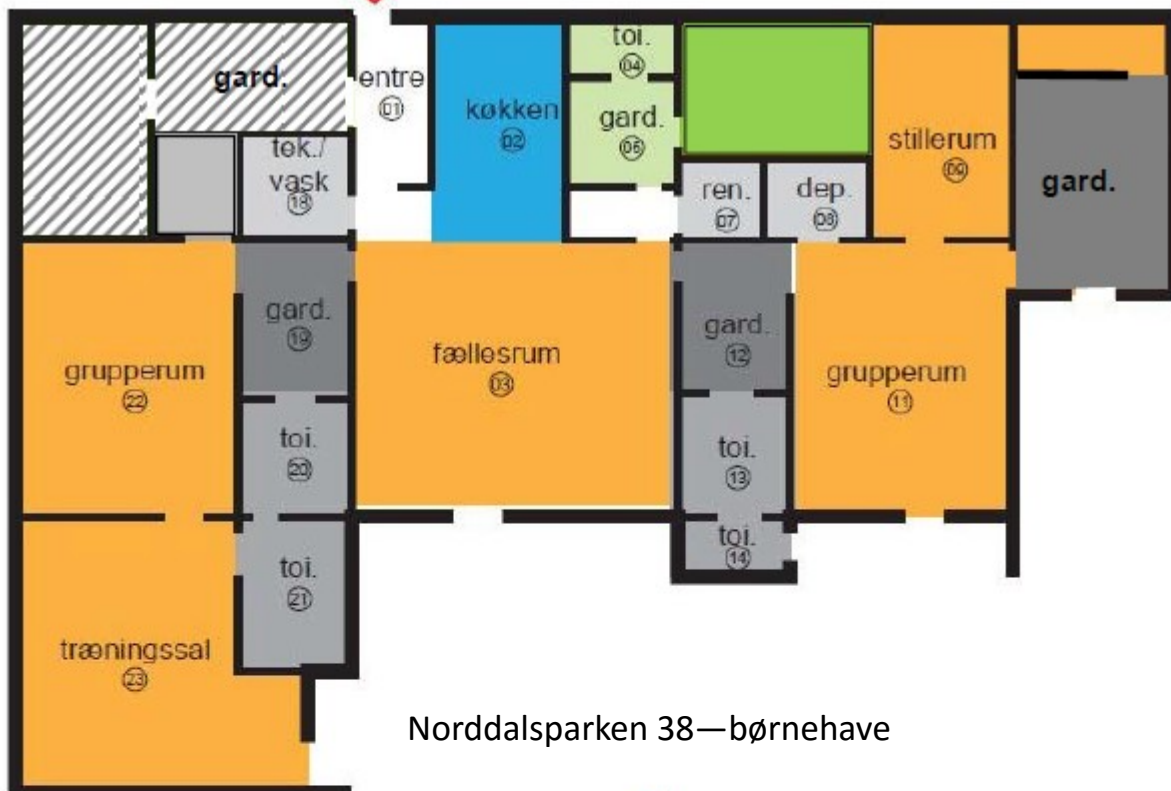 gard.
entre
01
køkken
02
toi.
04
gard.
05
stillerum
09
gard.
tek./
vask
18
ren.
07
dep.
08
grupperum
22
gard.
19
fællesrum
03
gard.
12
grupperum
11
toi.
20
toi.
13
toi.
14
toi.
21
træningssal
23
Norddalsparken 38—børnehave